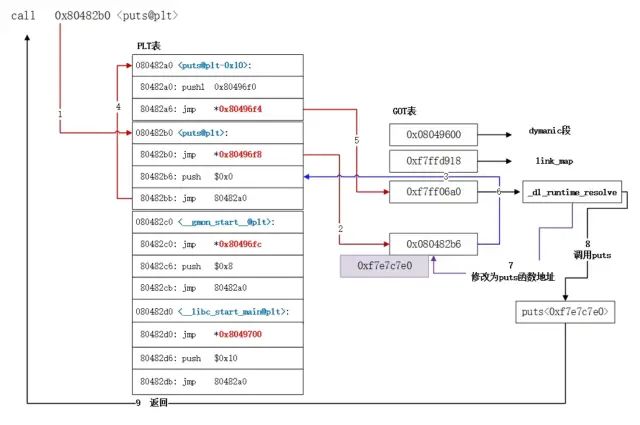 call 0x80482b0 <puts@plt>
PLT表
080482a0 <puts@plt-0x10>:
80482a0: pushl 0x80496f0
80482a6: jmp *0x80496f4
080482b0 <puts@plt>:
80482b0: jmp *0x80496f8
80482b6: push $0x0
80482bb: jmp 80482a0
080482c0 <__gmon_start__@plt>:
80482c0: jmp *0x80496fc
80482c6: push $0x8
80482cb: jmp 80482a0
080482d0 <__libc_start_main@plt>:
80482d0: jmp *0x8049700
80482d6: push $0x10
80482db: jmp 80482a0
1
4
5
2
3
6
GOT表
0x08049600
dymanic段
0xf7ffd918
link_map
0xf7ff06a0
_dl_runtime_resolve
0x080482b6
0xf7e7c7e0
7
修改为puts函数地址
8
调用puts
puts<0xf7e7c7e0>
9 返回